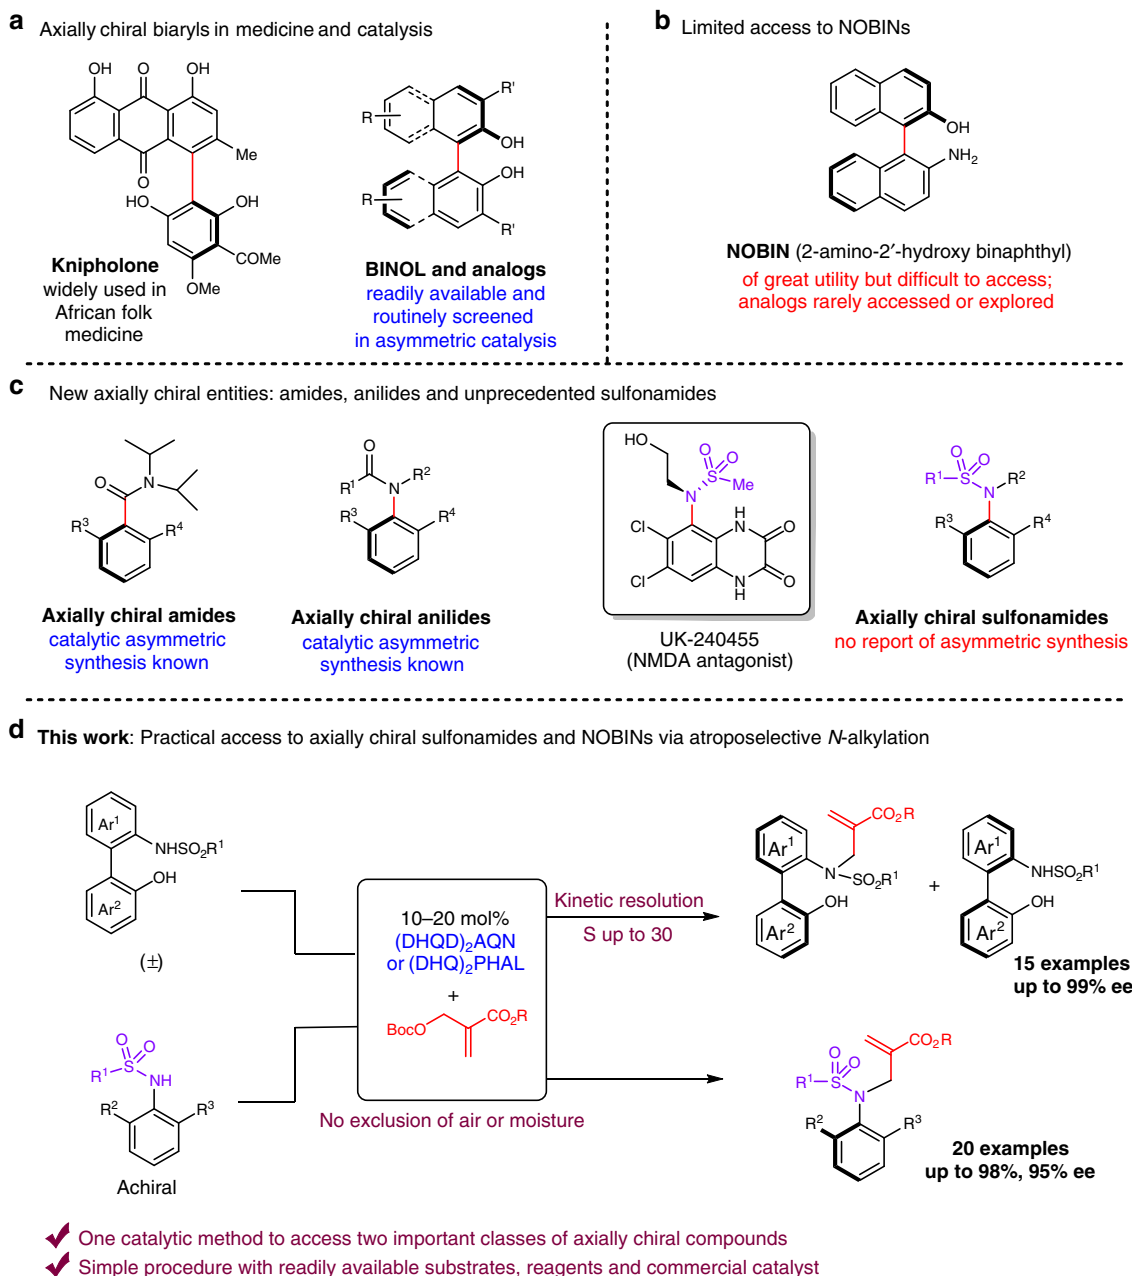 a Axially chiral biaryls in medicine and catalysis
OH O OH
Me
O
HO OH
COMe
OMe
Knipholone
widely used in
African folk
medicine
R'
R
OH
OH
R
R'
BINOL and analogs
readily available and
routinely screened
in asymmetric catalysis
b Limited access to NOBINs
OH
NH2
NOBIN (2-amino-2′-hydroxy binaphthyl)
of great utility but difficult to access;
analogs rarely accessed or explored
c New axially chiral entities: amides, anilides and unprecedented sulfonamides
O N
R3 R4
Axially chiral amides
catalytic asymmetric
synthesis known
O
R1 N R2
R3 R4
Axially chiral anilides
catalytic asymmetric
synthesis known
HO
O O
S
N Me
Cl H
N O
Cl N O
H
UK-240455
(NMDA antagonist)
O O
R1 S R2
N
R3 R4
Axially chiral sulfonamides
no report of asymmetric synthesis
d This work: Practical access to axially chiral sulfonamides and NOBINs via atroposelective N-alkylation
Ar1
NHSO2R1
OH
Ar2
(±)
O O
R1 S NH
R2 R3
Achiral
10–20 mol%
(DHQD)2AQN
or (DHQ)2PHAL
+
BocO CO2R
No exclusion of air or moisture
Kinetic resolution
S up to 30
CO2R
Ar1
N SO2R1
OH
Ar2
+
Ar1
NHSO2R1
OH
Ar2
15 examples
up to 99% ee
CO2R
O O
R1 S N
R2 R3
20 examples
up to 98%, 95% ee
✔ One catalytic method to access two important classes of axially chiral compounds
✔ Simple procedure with readily available substrates, reagents and commercial catalyst